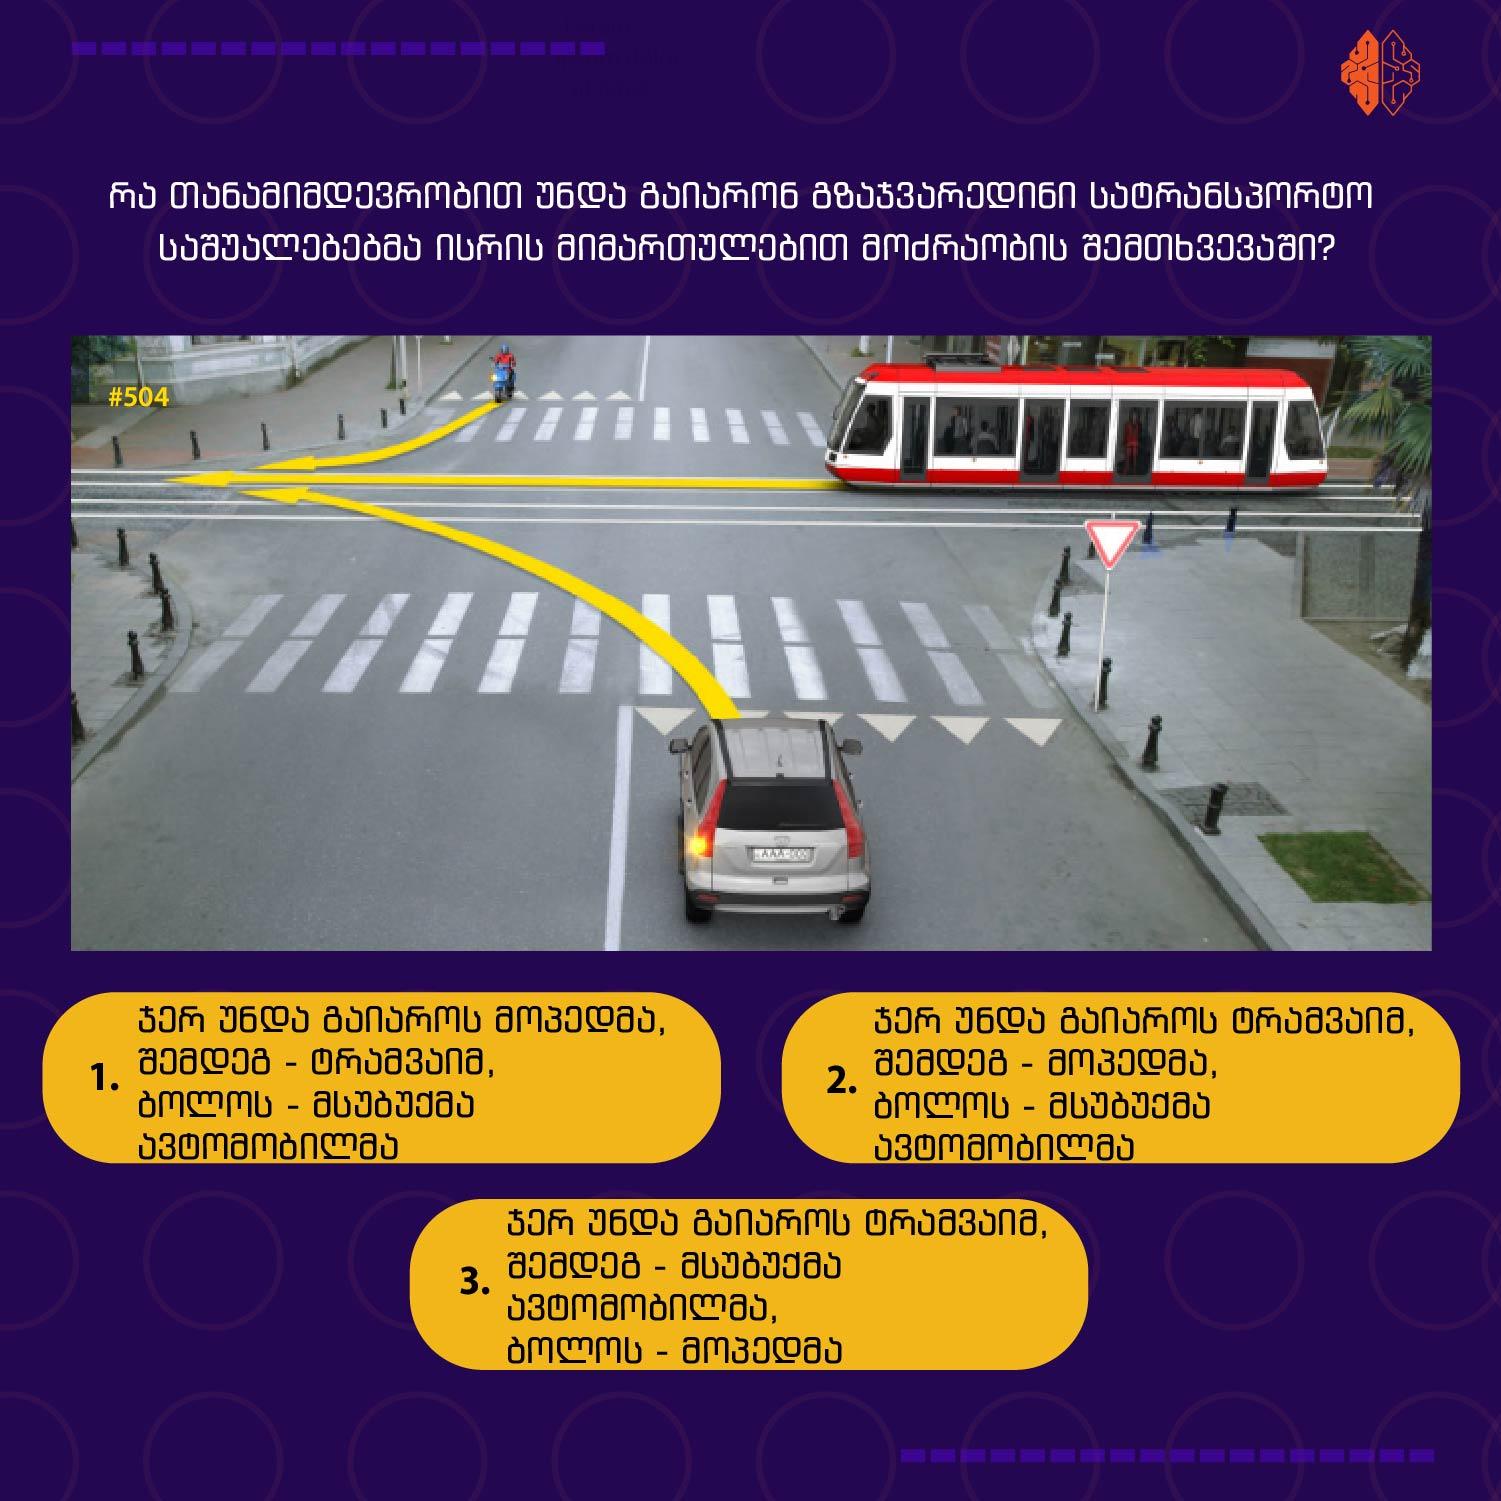 რა თანამიმდევრობით უნდა გაიარონ გზაჯვარედინი სატრანსპორტო
საშუალებებმა ისრის მიმართულებით მოძრაობის შემთხვევაში?
#504
1. ჯერ უნდა გაიაროს მოპედმა,
შემდეგ - ტრამვაიმ,
ბოლოს - მსუბუქმა
ავტომობილმა
2. ჯერ უნდა გაიაროს ტრამვაიმ,
შემდეგ - მოპედმა,
ბოლოს - მსუბუქმა
ავტომობილმა
3. ჯერ უნდა გაიაროს ტრამვაიმ,
შემდეგ - მსუბუქმა
ავტომობილმა,
ბოლოს - მოპედმა